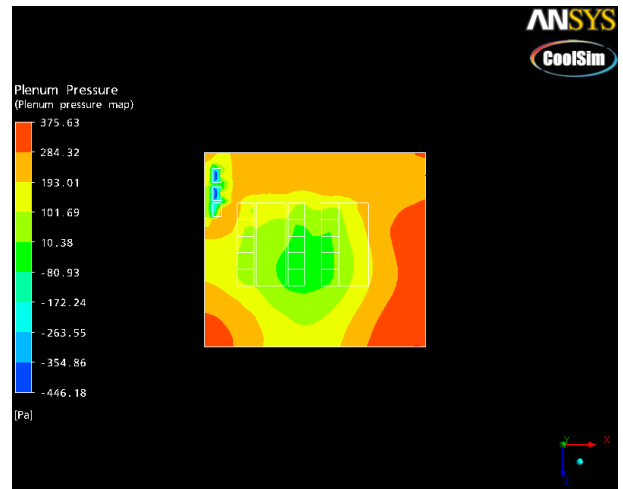 ANSYS
CoolSim
Plenum Pressure
(Plenum pressure map)
375.63
284.32
193.01
101.69
10.38
-80.93
-172.24
-263.55
-354.86
-446.18
[Pa]
Y
X
Z